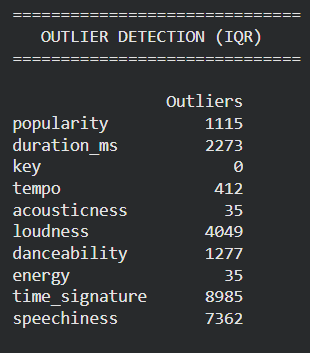 ==============================
OUTLIER DETECTION (IQR)
==============================
Outliers
popularity 1115
duration_ms 2273
key 0
tempo 412
acousticness 35
loudness 4049
danceability 1277
energy 35
time_signature 8985
speechiness 7362